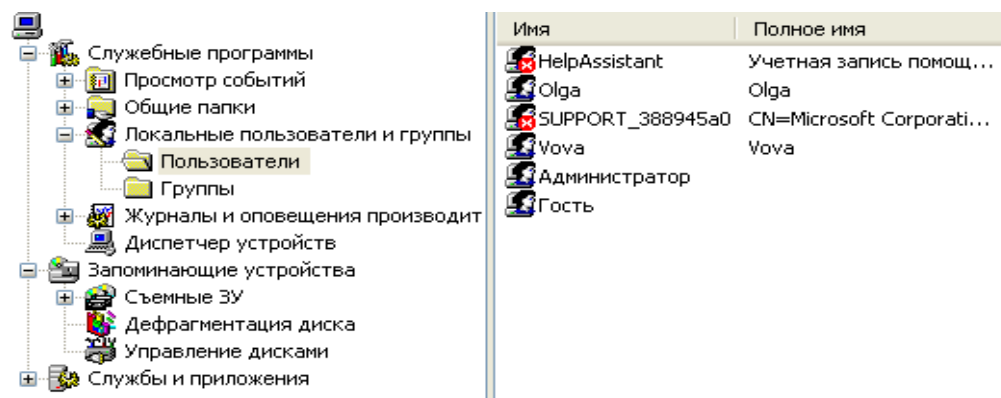 Служебные программы
Просмотр событий
Общие папки
Локальные пользователи и группы
Пользователи
Группы
Журналы и оповещения производит
Диспетчер устройств
Запоминающие устройства
Съемные ЗУ
Дефрагментация диска
Управление дисками
Службы и приложения
Имя Полное имя
HelpAssistant Учетная запись помощ...
Olga Olga
SUPPORT_388945a0 CN=Microsoft Corporati...
Vova Vova
Администратор
Гость